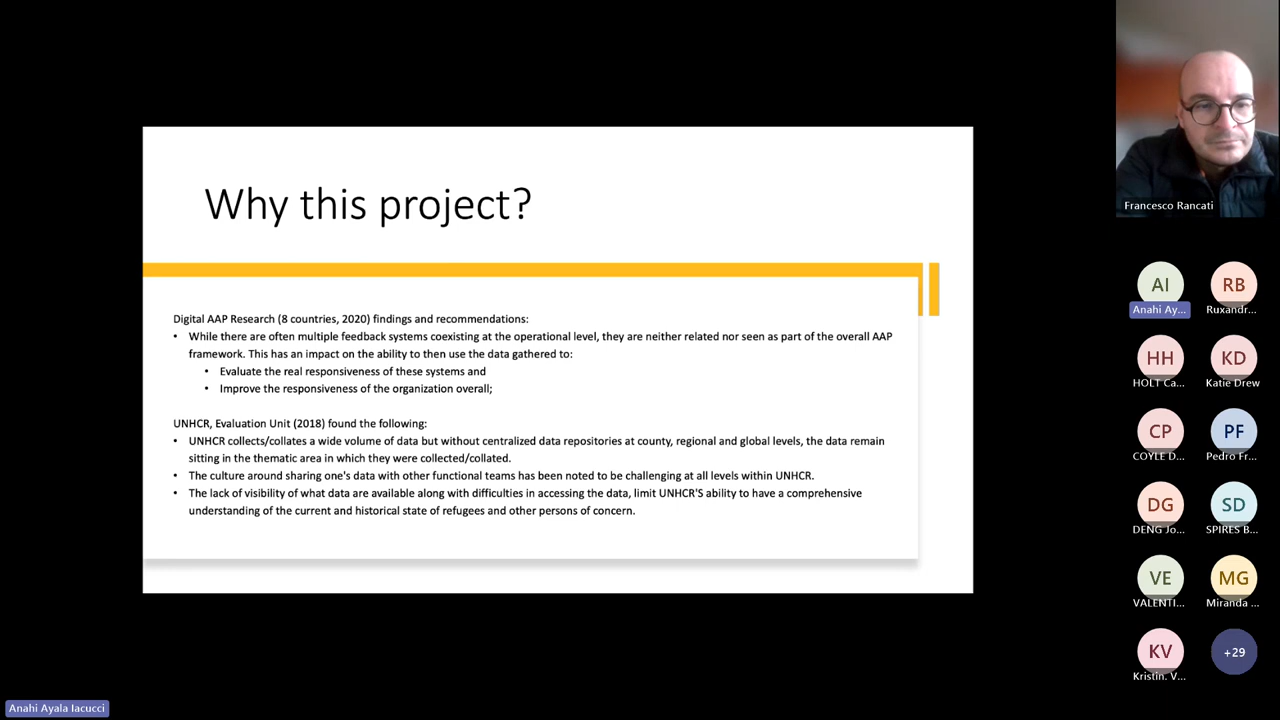 Why this project?
Digital AAP Research (8 countries, 2020) findings and recommendations:
• While there are often multiple feedback systems coexisting at the operational level, they are neither related nor seen as part of the overall AAP
framework. This has an impact on the ability to then use the data gathered to:
• Evaluate the real responsiveness of these systems and
• Improve the responsiveness of the organization overall;
UNHCR, Evaluation Unit (2018) found the following:
• UNHCR collects/collates a wide volume of data but without centralized data repositories at county, regional and global levels, the data remain
sitting in the thematic area in which they were collected/collated.
• The culture around sharing one's data with other functional teams has been noted to be challenging at all levels within UNHCR.
• The lack of visibility of what data are available along with difficulties in accessing the data, limit UNHCR'S ability to have a comprehensive
understanding of the current and historical state of refugees and other persons of concern.
Francesco Rancati
AI
Anahi Ay...
RB
Ruxandr...
HH
HOLT Ca...
KD
Katie Drew
CP
COYLE D...
PF
Pedro Fr...
DG
DENG Jo...
SD
SPIRES B...
VE
VALENTI...
MG
Miranda ...
KV
Kristin. V...
+29
Anahi Ayala Iacucci